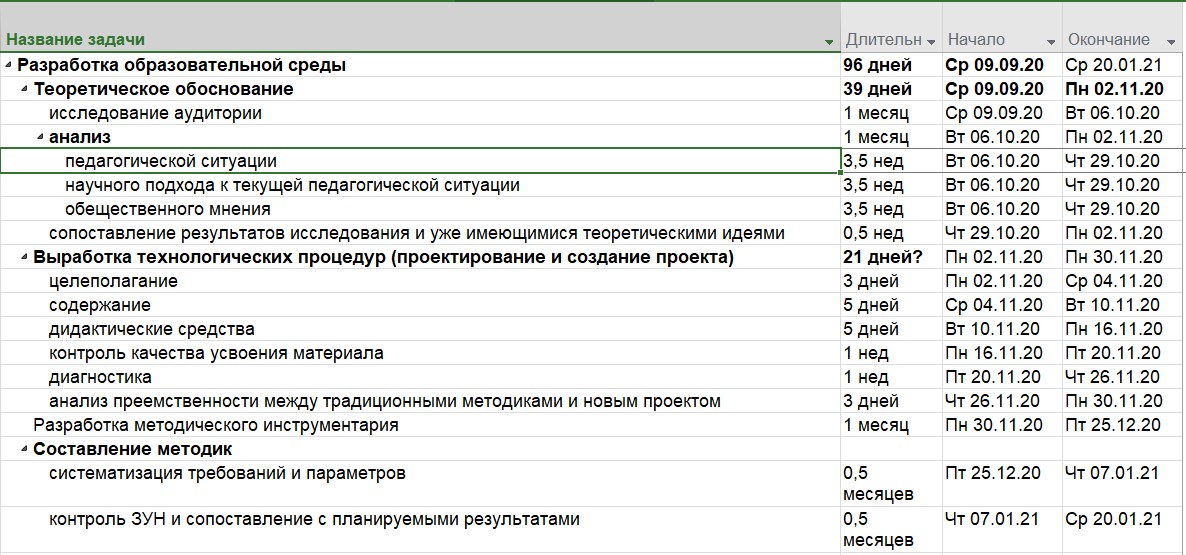 Название задачи Длительн Начало Окончание
Разработка образовательной среды 96 дней Ср 09.09.20 Ср 20.01.21
Теоретическое обоснование 39 дней Ср 09.09.20 Пн 02.11.20
исследование аудитории 1 месяц Ср 09.09.20 Вт 06.10.20
анализ 1 месяц Вт 06.10.20 Пн 02.11.20
педагогической ситуации 3,5 нед Вт 06.10.20 Чт 29.10.20
научного подхода к текущей педагогической ситуации 3,5 нед Вт 06.10.20 Чт 29.10.20
обещественного мнения 3,5 нед Вт 06.10.20 Чт 29.10.20
сопоставление результатов исследования и уже имеющимися теоретическими идеями 0,5 нед Чт 29.10.20 Пн 02.11.20
Выработка технологических процедур (проектирование и создание проекта) 21 дней? Пн 02.11.20 Пн 30.11.20
целеполагание 3 дней Пн 02.11.20 Ср 04.11.20
содержание 5 дней Ср 04.11.20 Вт 10.11.20
дидактические средства 5 дней Вт 10.11.20 Пн 16.11.20
контроль качества усвоения материала 1 нед Пн 16.11.20 Пт 20.11.20
диагностика 1 нед Пт 20.11.20 Чт 26.11.20
анализ преемственности между традиционными методиками и новым проектом 3 дней Чт 26.11.20 Пн 30.11.20
Разработка методического инструментария 1 месяц Пн 30.11.20 Пт 25.12.20
Составление методик
систематизация требований и параметров 0,5 Пт 25.12.20 Чт 07.01.21
месяцев
контроль ЗУН и сопоставление с планируемыми результатами 0,5 Чт 07.01.21 Ср 20.01.21
месяцев